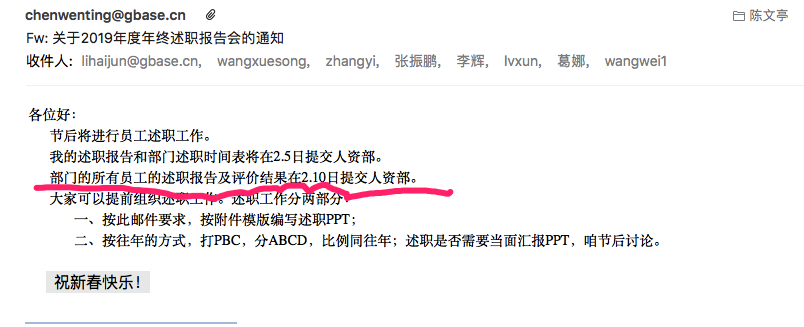 chenwenting@gbase.cn
陈文亭
Fw: 关于2019年度年终述职报告会的通知
收件人: lihaijun@gbase.cn, wangxuesong, zhangyi, 张振鹏, 李辉, lvxun, 葛娜, wangwei1
各位好：
节后将进行员工述职工作。
我的述职报告和部门述职时间表将在2.5日提交人资部。
部门的所有员工的述职报告及评价结果在2.10日提交人资部。
大家可以提前组织述职工作。述职工作分两部分
一、按此邮件要求，按附件模版编写述职PPT；
二、按往年的方式，打PBC，分ABCD，比例同往年；述职是否需要当面汇报PPT，咱节后讨论。
祝新春快乐！